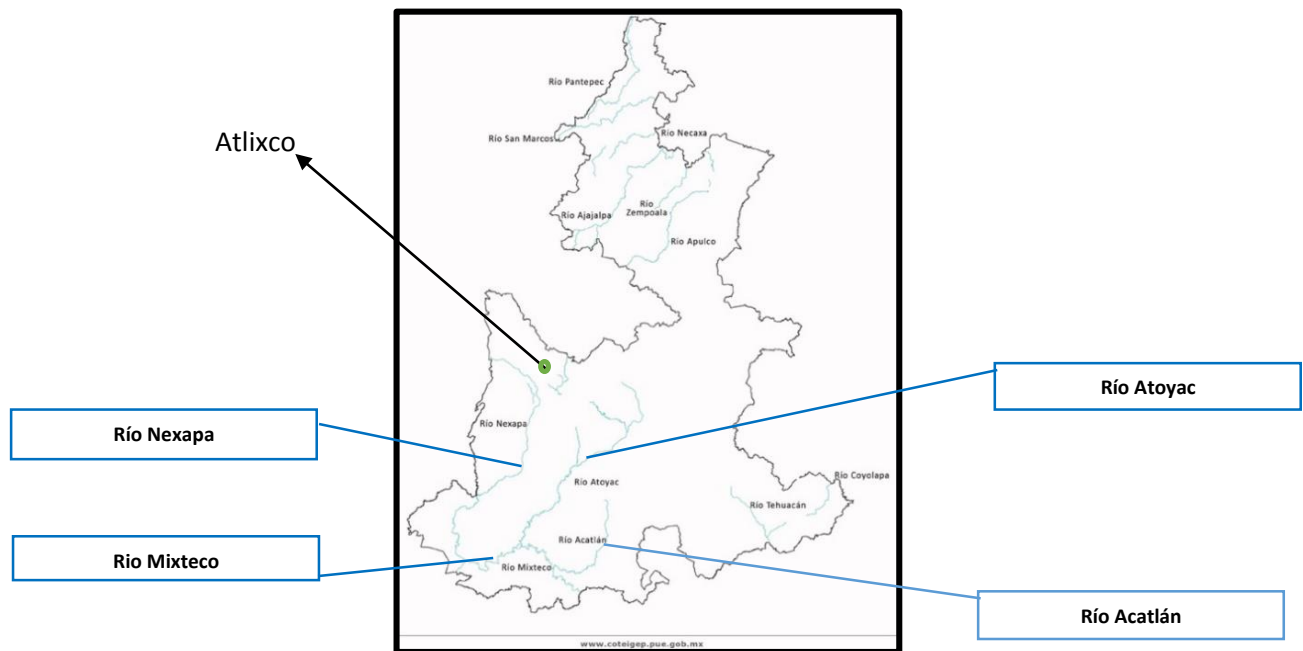 Río Pantepec
Río San Marcos
Río Necaxa
Atlixco
Río
Zempoala
Río Ajajalpa
Río Apulco
Río Atoyac
Río Nexapa
Río Nexapa
Río Coyolapa
Río Atoyac
Río Tehuacán
Rio Mixteco
Río Acatlán
Río Mixteco
Río Acatlán
www.coteigep.pue.gob.mx